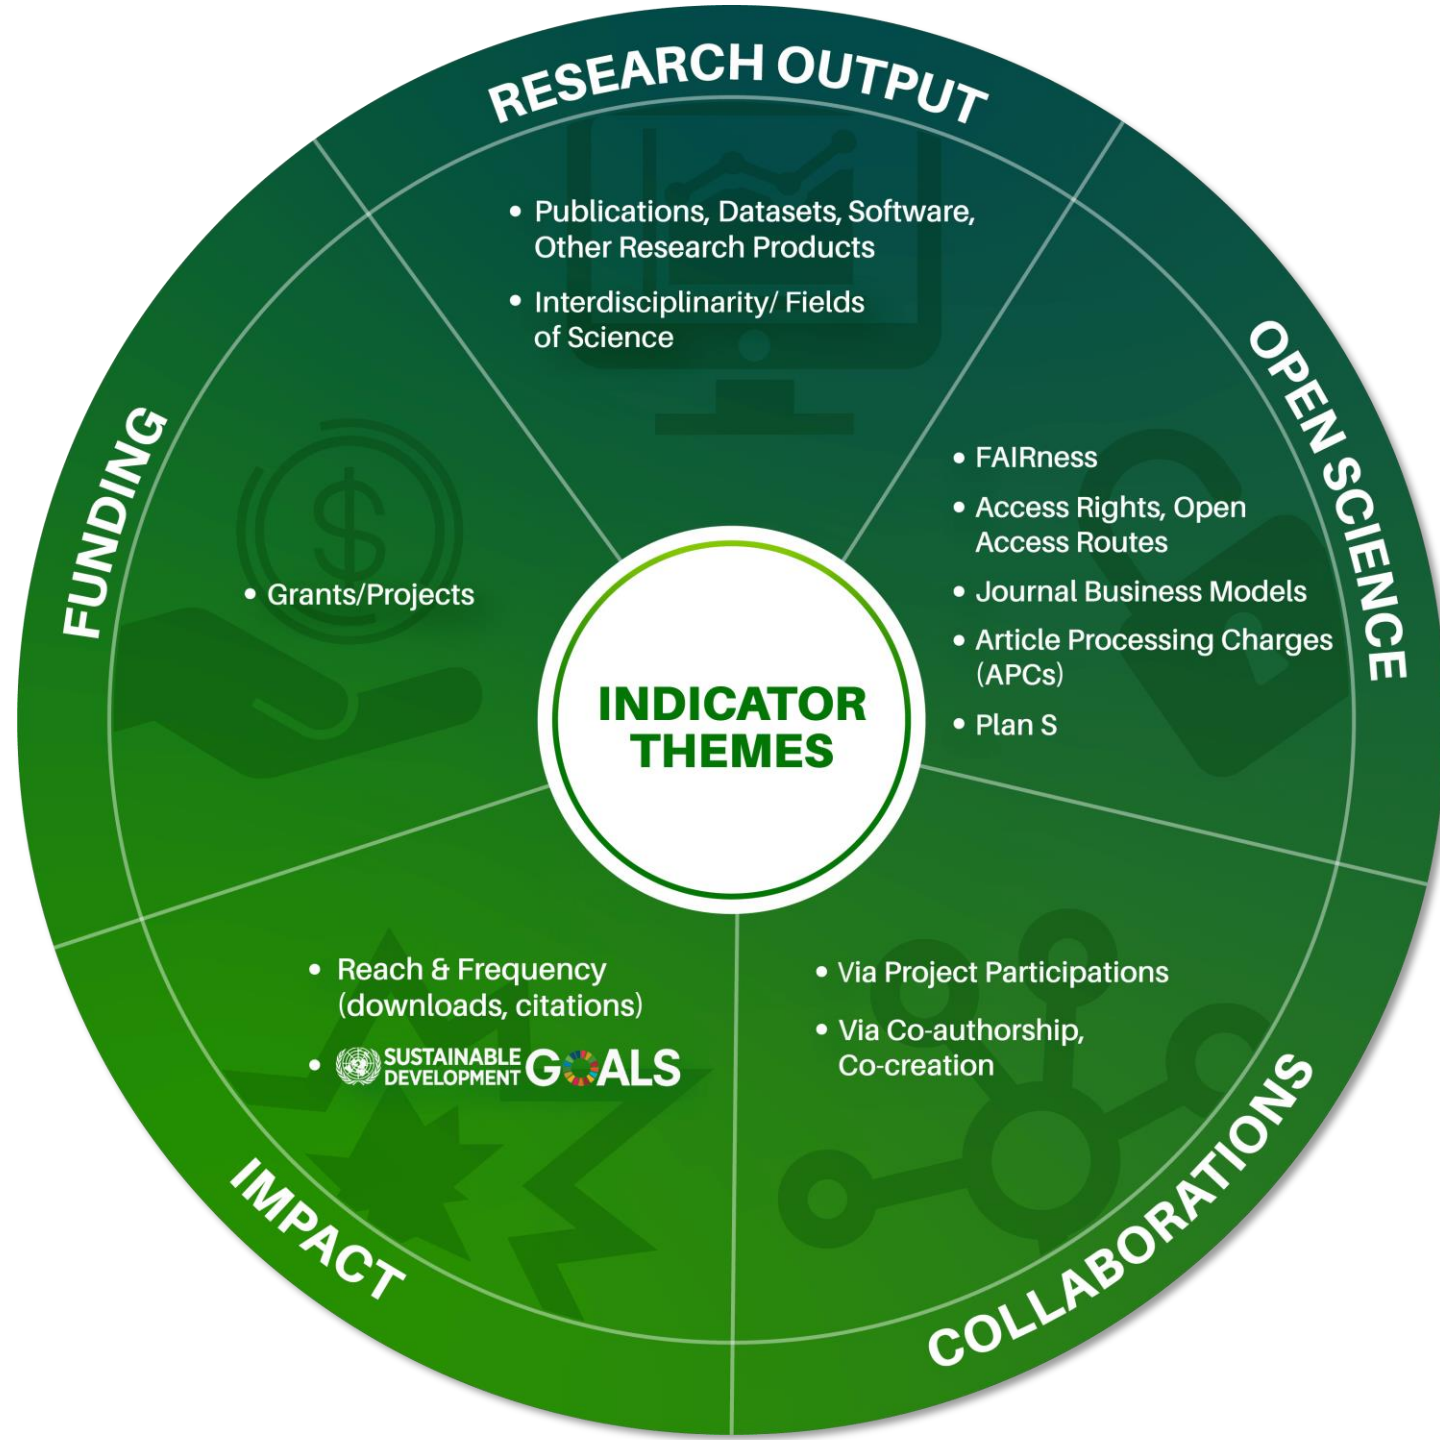 RESEARCH OUTPUT
• Publications, Datasets, Software,
Other Research Products
• Interdisciplinarity/ Fields
of Science
OPEN SCIENCE
• FAIRness
• Access Rights, Open
Access Routes
• Journal Business Models
• Article Processing Charges
(APCs)
• Plan S
COLLABORATIONS
• Via Project Participations
• Via Co-authorship,
Co-creation
IMPACT
• Reach & Frequency
(downloads, citations)
• SUSTAINABLE
DEVELOPMENT GOALS
FUNDING
• Grants/Projects
$
INDICATOR
THEMES